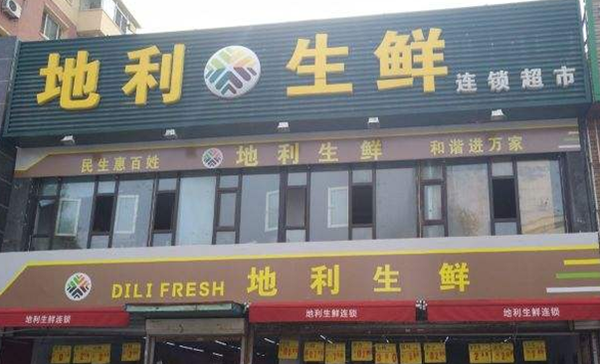 地利生鲜 连锁超市
民生惠百姓 地利生鲜 和谐进万家
DILI FRESH 地利生鲜
地利生鲜连锁 地利生鲜连锁 地利生鲜连锁